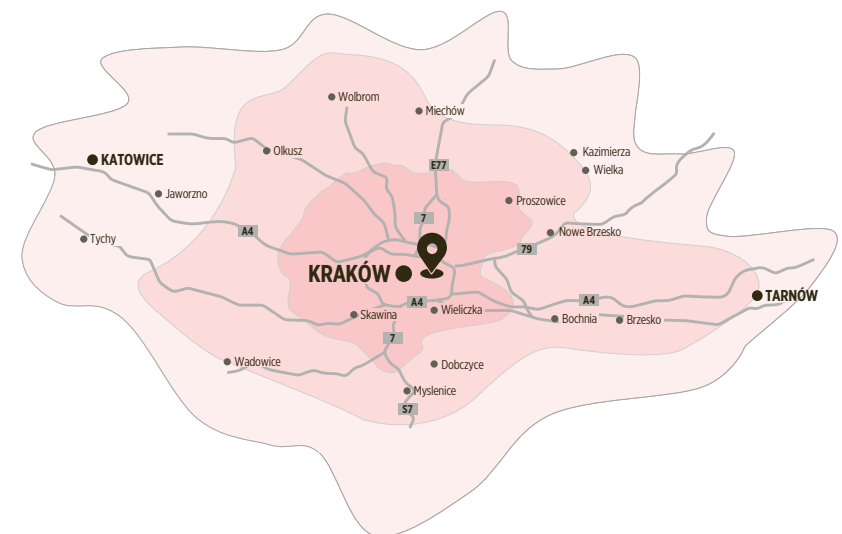 Wolbrom
Miechów
Olkusz
Kazimierza
KATOWICE
E77
Wielka
Jaworzno
Proszowice
7
A4
Nowe Brzesko
Tychy
79
KRAKÓW
A4
A4
TARNÓW
Skawina
Wieliczka
Bochnia
Brzesko
7
Wadowice
Dobczyce
Myslenice
S7